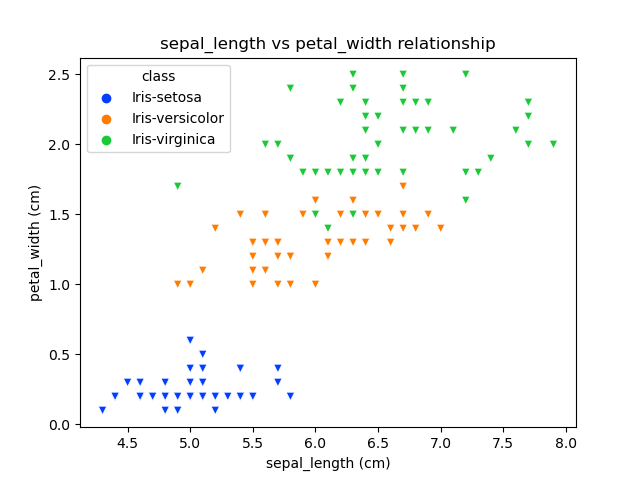 sepal_length vs petal_width relationship
class
Iris-setosa
Iris-versicolor
Iris-virginica
petal_width (cm)
2.5
2.0
1.5
1.0
0.5
0.0
4.5 5.0 5.5 6.0 6.5 7.0 7.5 8.0
sepal_length (cm)